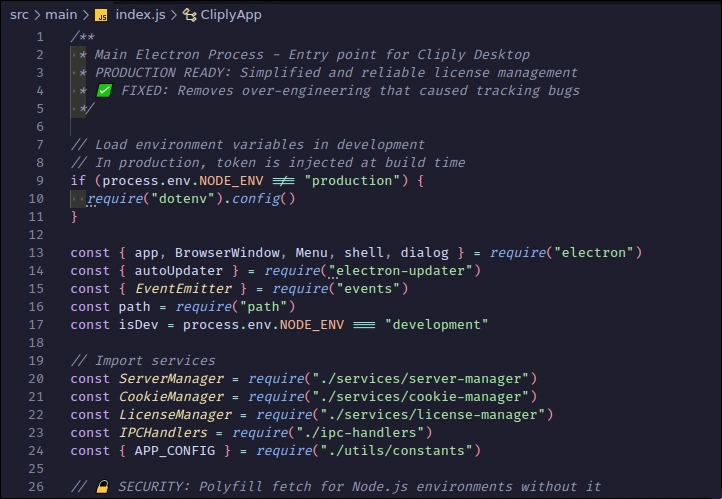 src > main > JS index.js > CliplyApp
1 /**
2  * Main Electron Process – Entry point for Cliply Desktop
3  * PRODUCTION READY: Simplified and reliable license management
4  * ✅ FIXED: Removes over-engineering that caused tracking bugs
5  */
6
7 // Load environment variables in development
8 // In production, token is injected at build time
9 if (process.env.NODE_ENV !== "production") {
10   require("dotenv").config()
11 }
12
13 const { app, BrowserWindow, Menu, shell, dialog } = require("electron")
14 const { autoUpdater } = require("electron-updater")
15 const { EventEmitter } = require("events")
16 const path = require("path")
17 const isDev = process.env.NODE_ENV === "development"
18
19 // Import services
20 const ServerManager = require("./services/server-manager")
21 const CookieManager = require("./services/cookie-manager")
22 const LicenseManager = require("./services/license-manager")
23 const IPCHandlers = require("./ipc-handlers")
24 const { APP_CONFIG } = require("./utils/constants")
25
26 // 🔒 SECURITY: Polyfill fetch for Node.js environments without it